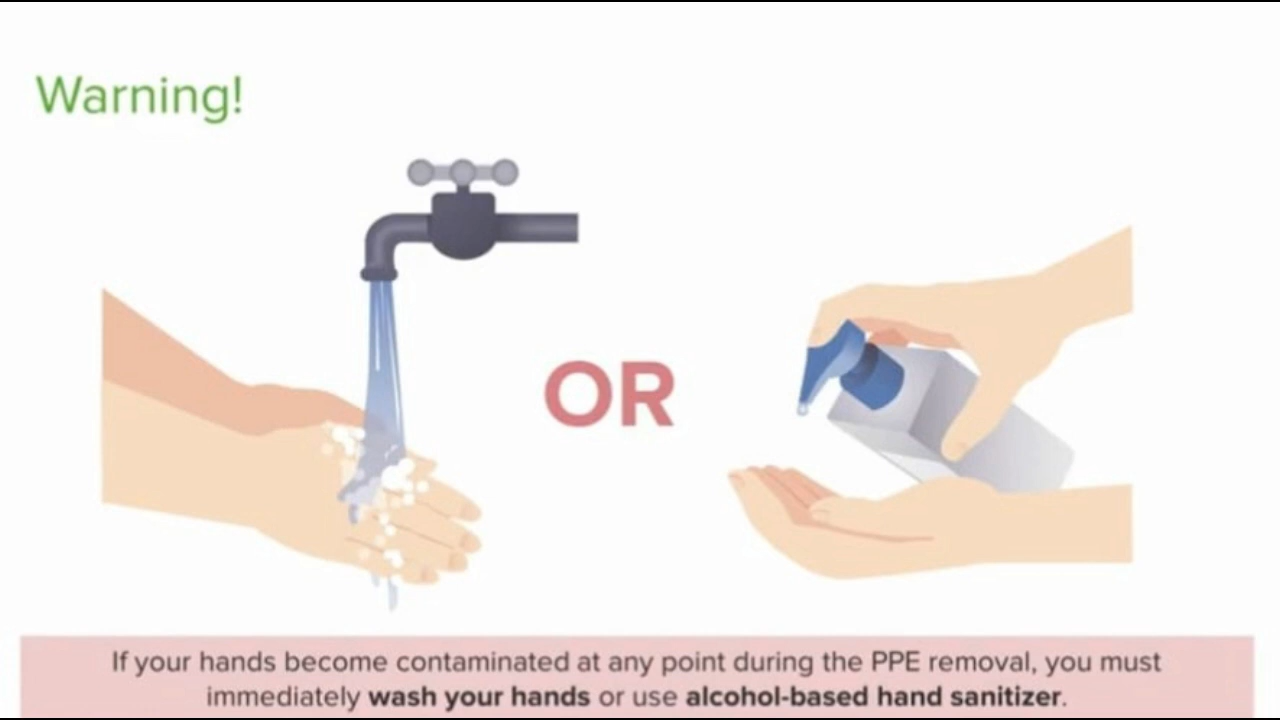 Warning!
OR
If your hands become contaminated at any point during the PPE removal, you must
immediately wash your hands or use alcohol-based hand sanitizer.